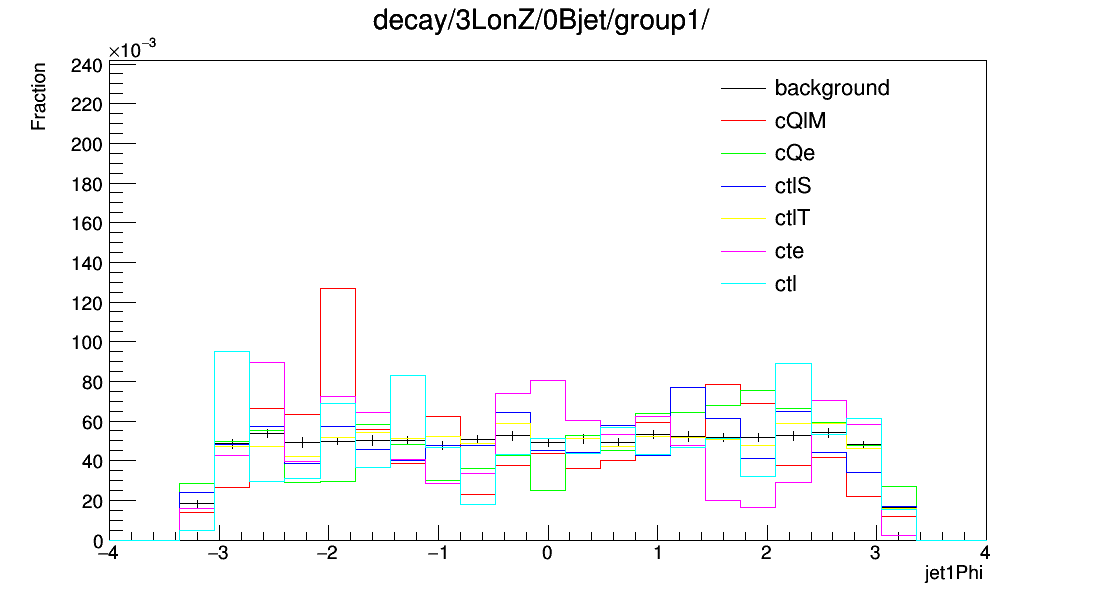 decay/3LonZ/0Bjet/group1/
×10⁻³
Fraction
240
220
200
180
160
140
120
100
80
60
40
20
0
background
cQlM
cQe
ctlS
ctlT
cte
ctl
−4 −3 −2 −1 0 1 2 3 4
jet1Phi